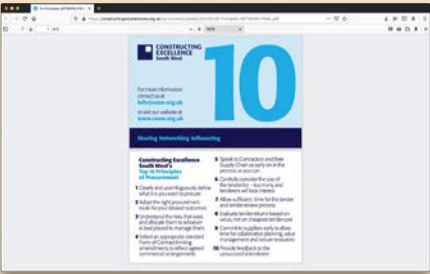 CONSTRUCTING
EXCELLENCE
South West
10
For more information
contact us at
info@cesw.org.uk
or visit our website at
www.cesw.org.uk
Sharing Networking Influencing
Constructing Excellence
South West's
Top 10 Principles
of Procurement
1 Clearly and unambiguously define
what it is you want to procure
2 Adopt the right procurement
route for your desired outcomes
3 Understand the risks that exist,
and allocate them to whoever
is best placed to manage them
4 Select an appropriate standard
Form of Contract limiting
amendments to reflect agreed
commercial arrangements
5 Speak to Contractors and their
Supply Chain as early on in the
process as you can
6 Carefully consider the size of
the tender list – too many and
tenderers will lose interest
7 Allow sufficient time for the tender
and tender review process
8 Evaluate tender returns based on
value, not on cheapest tender cost
9 Commit to suppliers early to allow
time for collaborative planning, value
management and secure resources
10 Provide feedback to the
unsuccessful tenderers